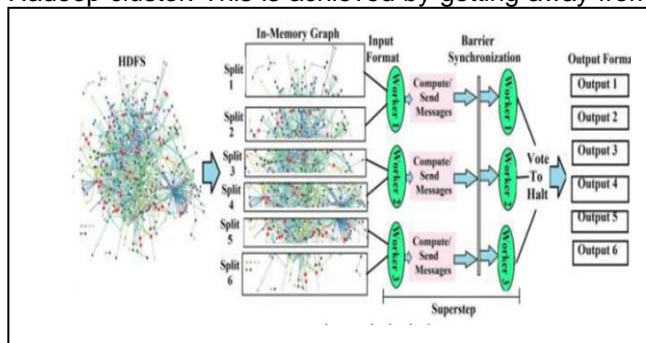 Hadoop cluster. This is achieved by getting away from
HDFS
In-Memory Graph
Input
Format
Barrier
Synchronization
Output Forma
Split
1
Split
2
Split
3
Split
4
Split
5
Split
6
Worker 1
Worker 2
Worker 3
Compute/
Send
Messages
Compute/
Send
Messages
Compute/
Send
Messages
Worker 1
Worker 2
Worker 3
Vote
To
Halt
Output 1
Output 2
Output 3
Output 4
Output 5
Output 6
Superstep